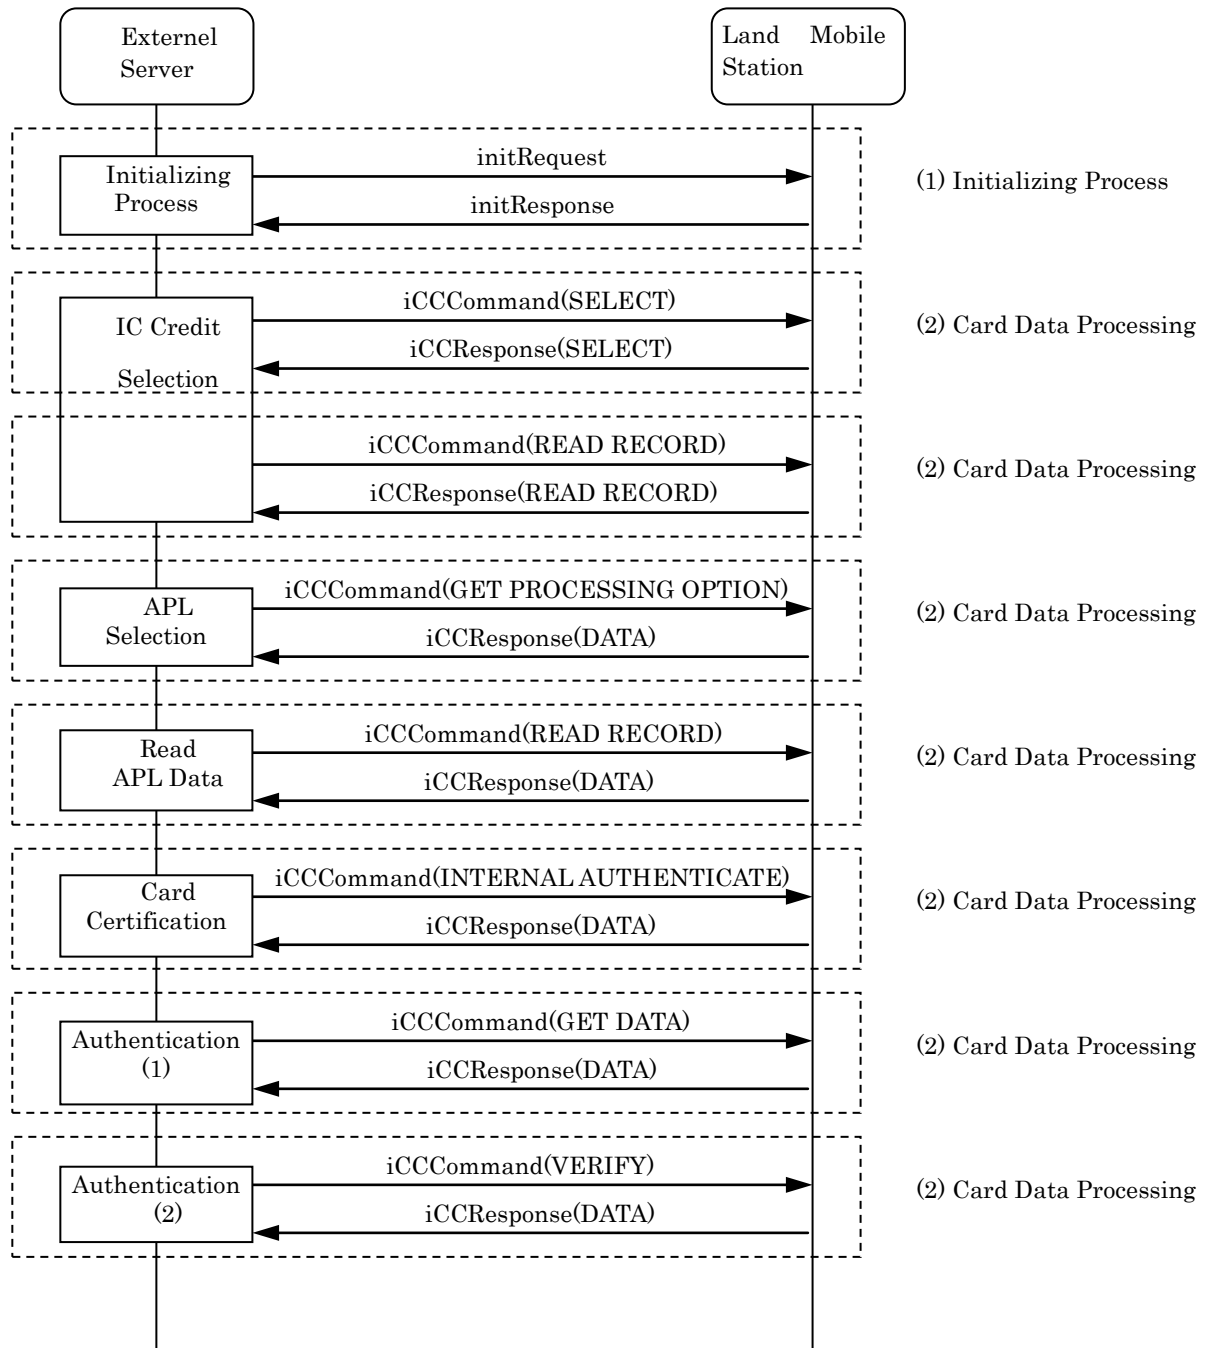 Externel
Server
Land Mobile
Station
initRequest
Initializing
Process
initResponse
(1) Initializing Process
iCCCommand(SELECT)
IC Credit
Selection
iCCResponse(SELECT)
(2) Card Data Processing
iCCCommand(READ RECORD)
iCCResponse(READ RECORD)
(2) Card Data Processing
iCCCommand(GET PROCESSING OPTION)
APL
Selection
iCCResponse(DATA)
(2) Card Data Processing
iCCCommand(READ RECORD)
Read
APL Data
iCCResponse(DATA)
(2) Card Data Processing
iCCCommand(INTERNAL AUTHENTICATE)
Card
Certification
iCCResponse(DATA)
(2) Card Data Processing
iCCCommand(GET DATA)
Authentication
(1)
iCCResponse(DATA)
(2) Card Data Processing
iCCCommand(VERIFY)
Authentication
(2)
iCCResponse(DATA)
(2) Card Data Processing